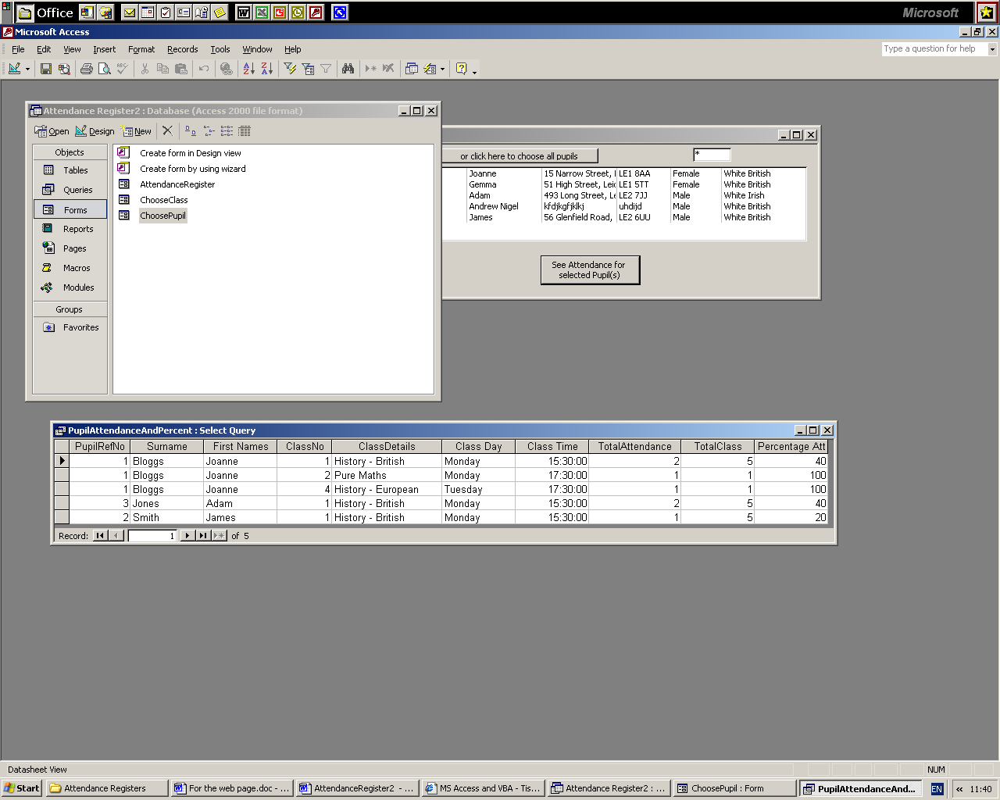 Office
Microsoft
Microsoft Access
File Edit View Insert Format Records Tools Window Help
Type a question for help
Attendance Register2 : Database (Access 2000 file format)
Open Design New
Objects
Tables
Queries
Forms
Reports
Pages
Macros
Modules
Groups
Favorites
Create form in Design view
Create form by using wizard
AttendanceRegister
ChooseClass
ChoosePupil
or click here to choose all pupils *
Joanne 15 Narrow Street, LE1 8AA Female White British
Gemma 51 High Street, Lei LE1 5TT Female White British
Adam 493 Long Street, Le LE2 7JJ Male White Irish
Andrew Nigel kfdjkgfjklkj uhdijd Male White British
James 56 Glenfield Road, LE2 6UU Male White British
See Attendance for
selected Pupil(s)
PupilAttendanceAndPercent : Select Query
PupilRefNo Surname First Names ClassNo ClassDetails Class Day Class Time TotalAttendance TotalClass Percentage Att
1 Bloggs Joanne 1 History - British Monday 15:30:00 2 5 40
1 Bloggs Joanne 2 Pure Maths Monday 17:30:00 1 1 100
1 Bloggs Joanne 4 History - European Tuesday 17:30:00 1 1 100
3 Jones Adam 1 History - British Monday 15:30:00 2 5 40
2 Smith James 1 History - British Monday 15:30:00 1 5 20
Record: 1 of 5
Datasheet View NUM
Start Attendance Registers For the web page.doc - ... AttendanceRegister2 - ... MS Access and VBA - Tis... Attendance Register2 : ... ChoosePupil : Form PupilAttendanceAnd... EN « 11:40